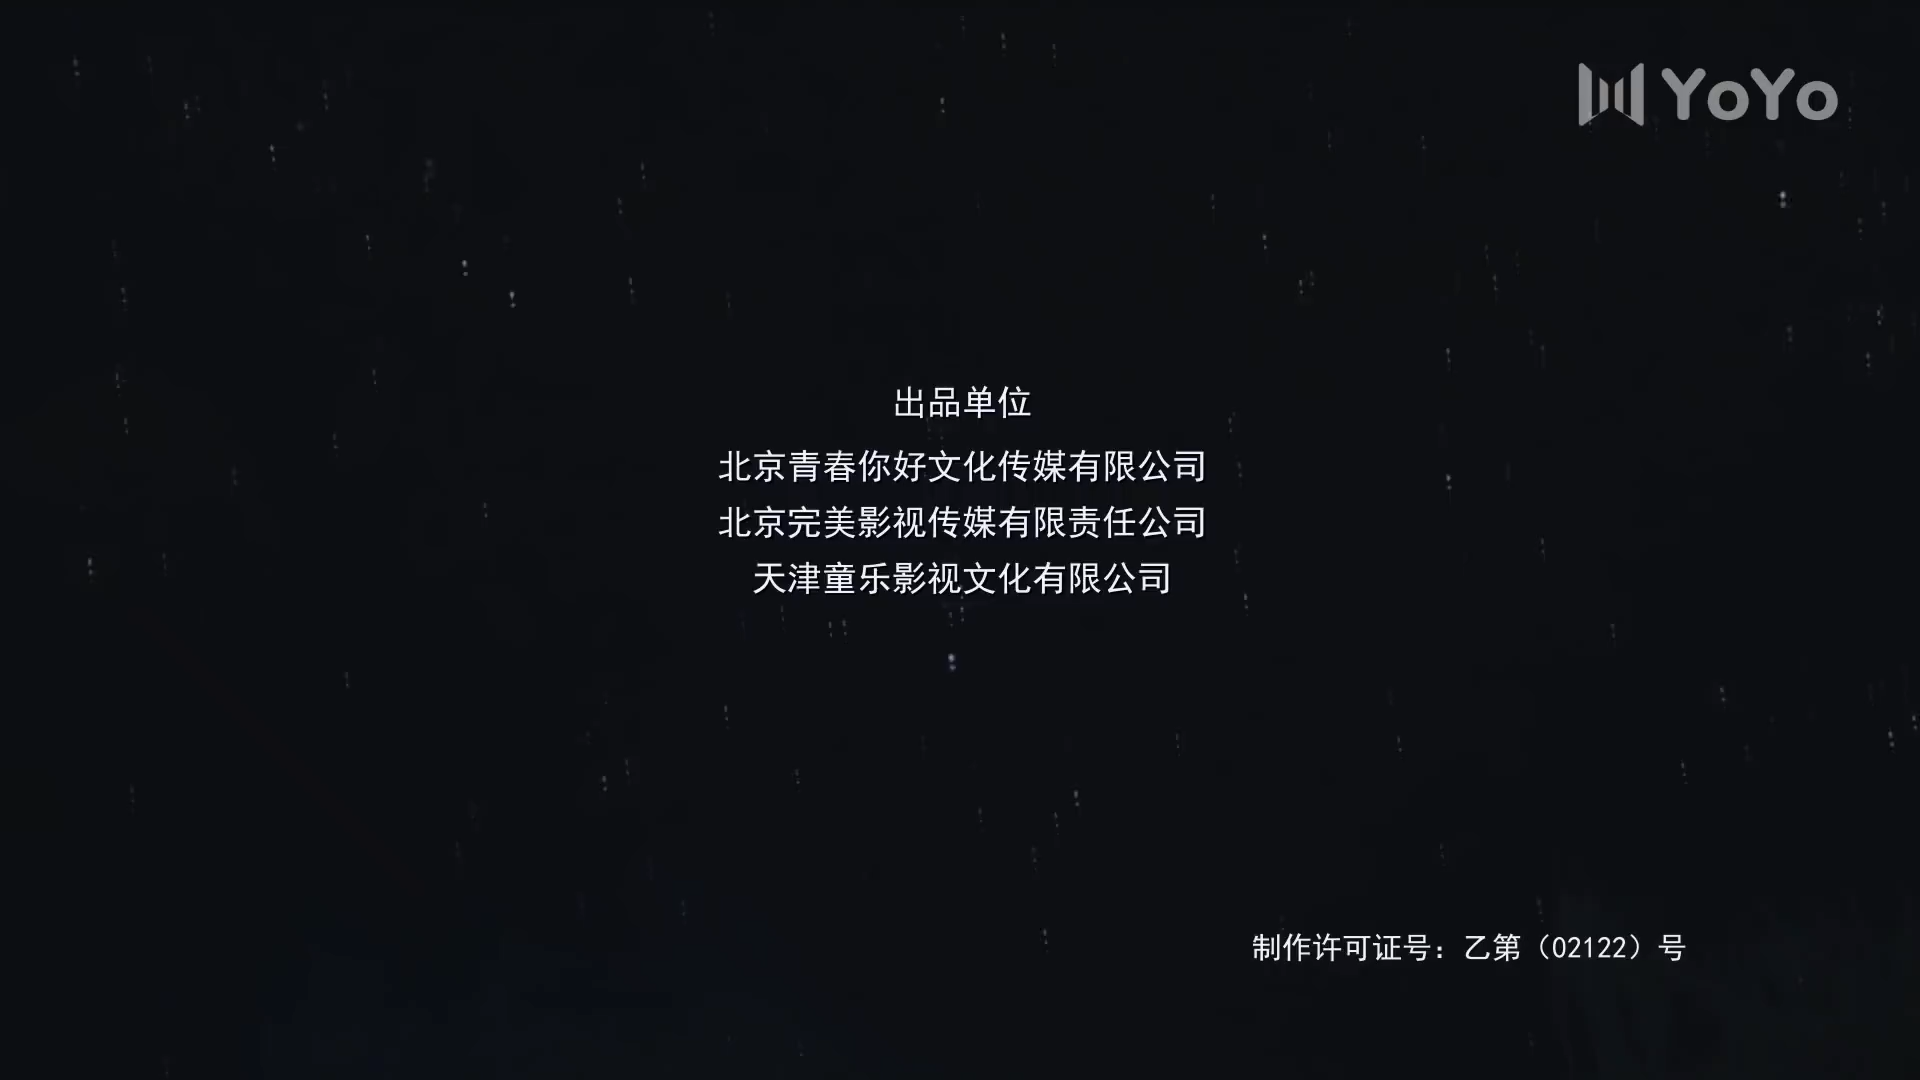 YoYo
出品单位
北京青春你好文化传媒有限公司
北京完美影视传媒有限责任公司
天津童乐影视文化有限公司
制作许可证号：乙第（02122）号